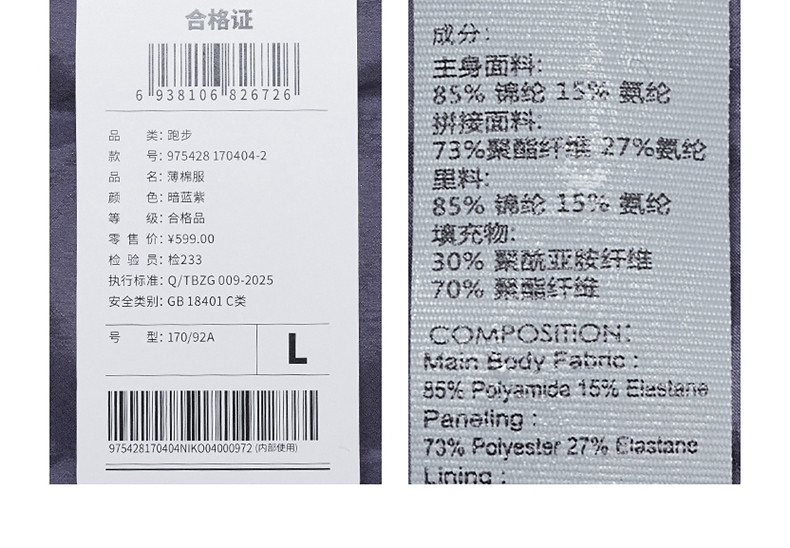 合格证
6 938106 826726
品 类: 跑步
款 号: 975428 170404-2
品 名: 薄棉服
颜 色: 暗蓝紫
等 级: 合格品
零 售 价: ¥599.00
检 验 员: 检233
执行标准: Q/TBZG 009-2025
安全类别: GB 18401 C类
号 型: 170/92A
L
975428170404NIKO04000972 (内部使用)
成分:
主身面料:
85% 锦纶 15% 氨纶
拼接面料:
73%聚酯纤维 27%氨纶
里料:
85% 锦纶 15% 氨纶
填充物:
30% 聚酰亚胺纤维
70% 聚酯纤维
COMPOSITION:
Main Body Fabric :
85% Polyamide 15% Elastane
Paneling :
73% Polyester 27% Elastane
Lining :